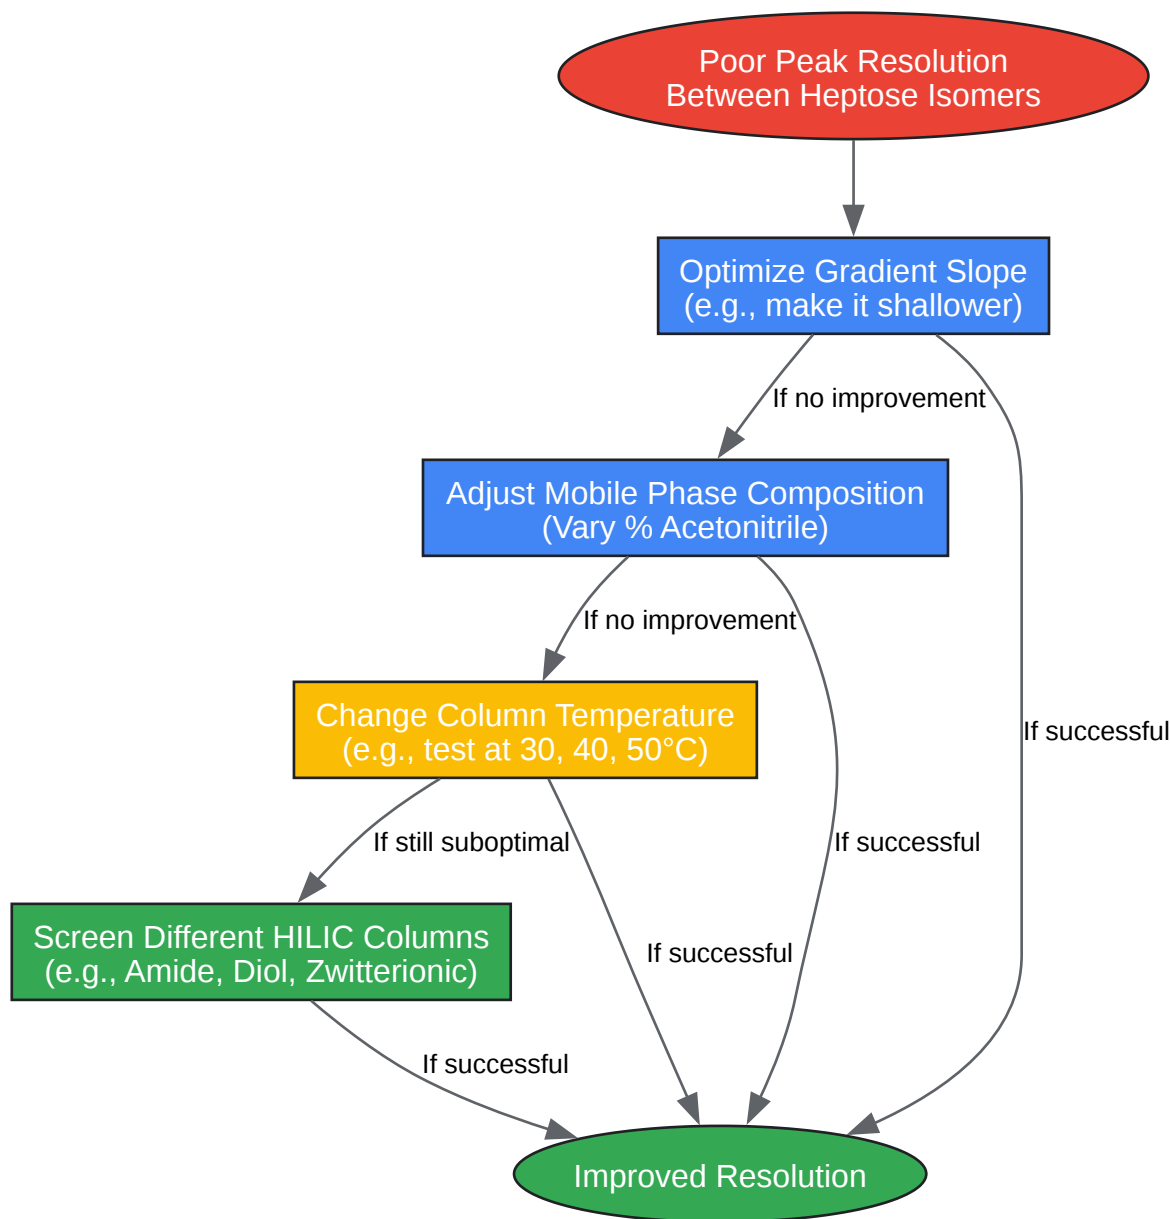 Poor Peak Resolution
Between Heptose Isomers
Optimize Gradient Slope
(e.g., make it shallower)
If no improvement
Adjust Mobile Phase Composition
(Vary % Acetonitrile)
If no improvement
Change Column Temperature
(e.g., test at 30, 40, 50°C)
If successful
If still suboptimal
If successful
Screen Different HILIC Columns
(e.g., Amide, Diol, Zwitterionic)
If successful
If successful
Improved Resolution